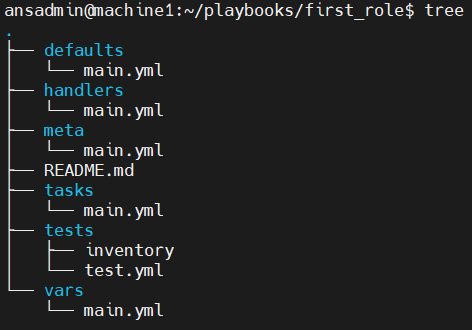 ansadmin@machine1:~/playbooks/first_role$ tree
.
├── defaults
│   └── main.yml
├── handlers
│   └── main.yml
├── meta
│   └── main.yml
├── README.md
├── tasks
│   └── main.yml
├── tests
│   ├── inventory
│   └── test.yml
└── vars
    └── main.yml